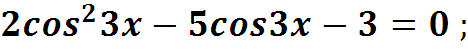 2cos²3x − 5cos3x − 3 = 0 ;